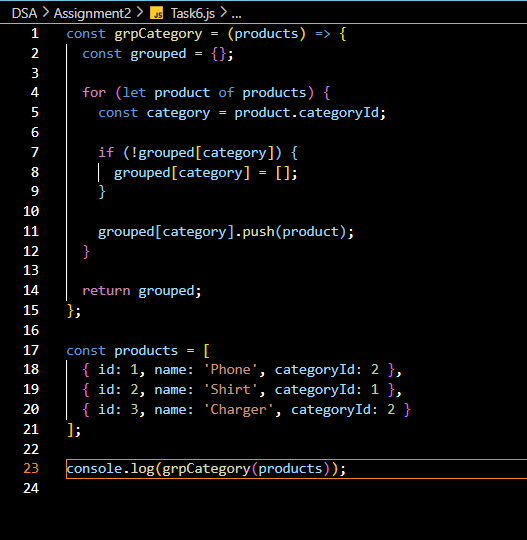 DSA > Assignment2 > JS Task6.js > ...
1 const grpCategory = (products) => {
2   const grouped = {};
3
4   for (let product of products) {
5     const category = product.categoryId;
6
7     if (!grouped[category]) {
8       grouped[category] = [];
9     }
10
11     grouped[category].push(product);
12   }
13
14   return grouped;
15 };
16
17 const products = [
18   { id: 1, name: 'Phone', categoryId: 2 },
19   { id: 2, name: 'Shirt', categoryId: 1 },
20   { id: 3, name: 'Charger', categoryId: 2 }
21 ];
22
23 console.log(grpCategory(products));
24